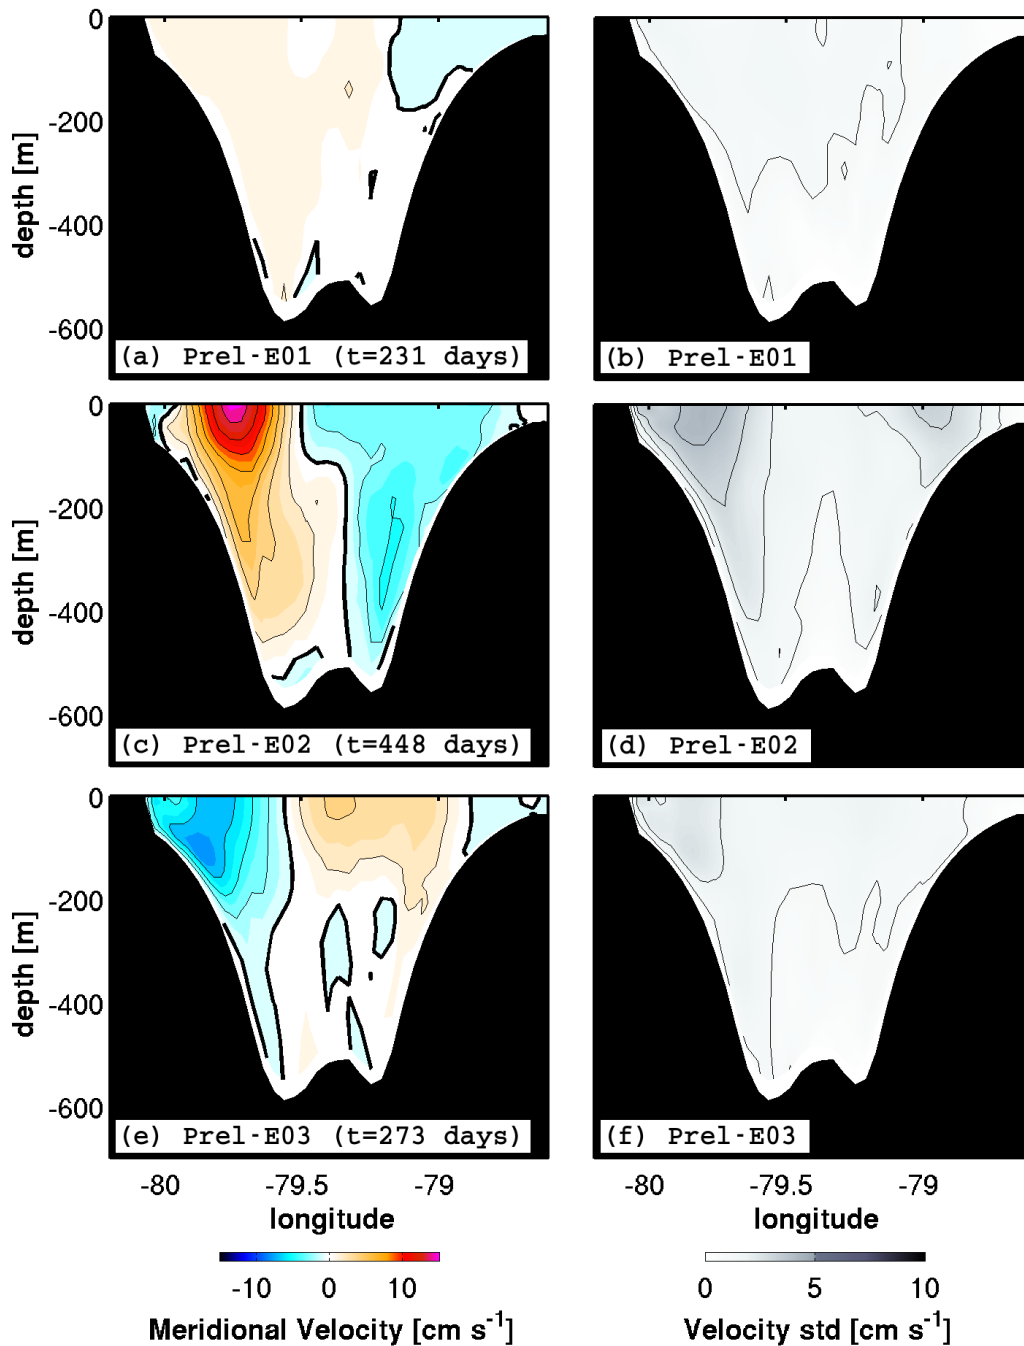 0
-200
-400
-600
depth [m]
(a) Prel-E01 (t=231 days)
(b) Prel-E01
0
-200
-400
-600
depth [m]
(c) Prel-E02 (t=448 days)
(d) Prel-E02
0
-200
-400
-600
depth [m]
(e) Prel-E03 (t=273 days)
(f) Prel-E03
-80 -79.5 -79
-80 -79.5 -79
longitude
longitude
-10 0 10
0 5 10
Meridional Velocity [cm s⁻¹]
Velocity std [cm s⁻¹]